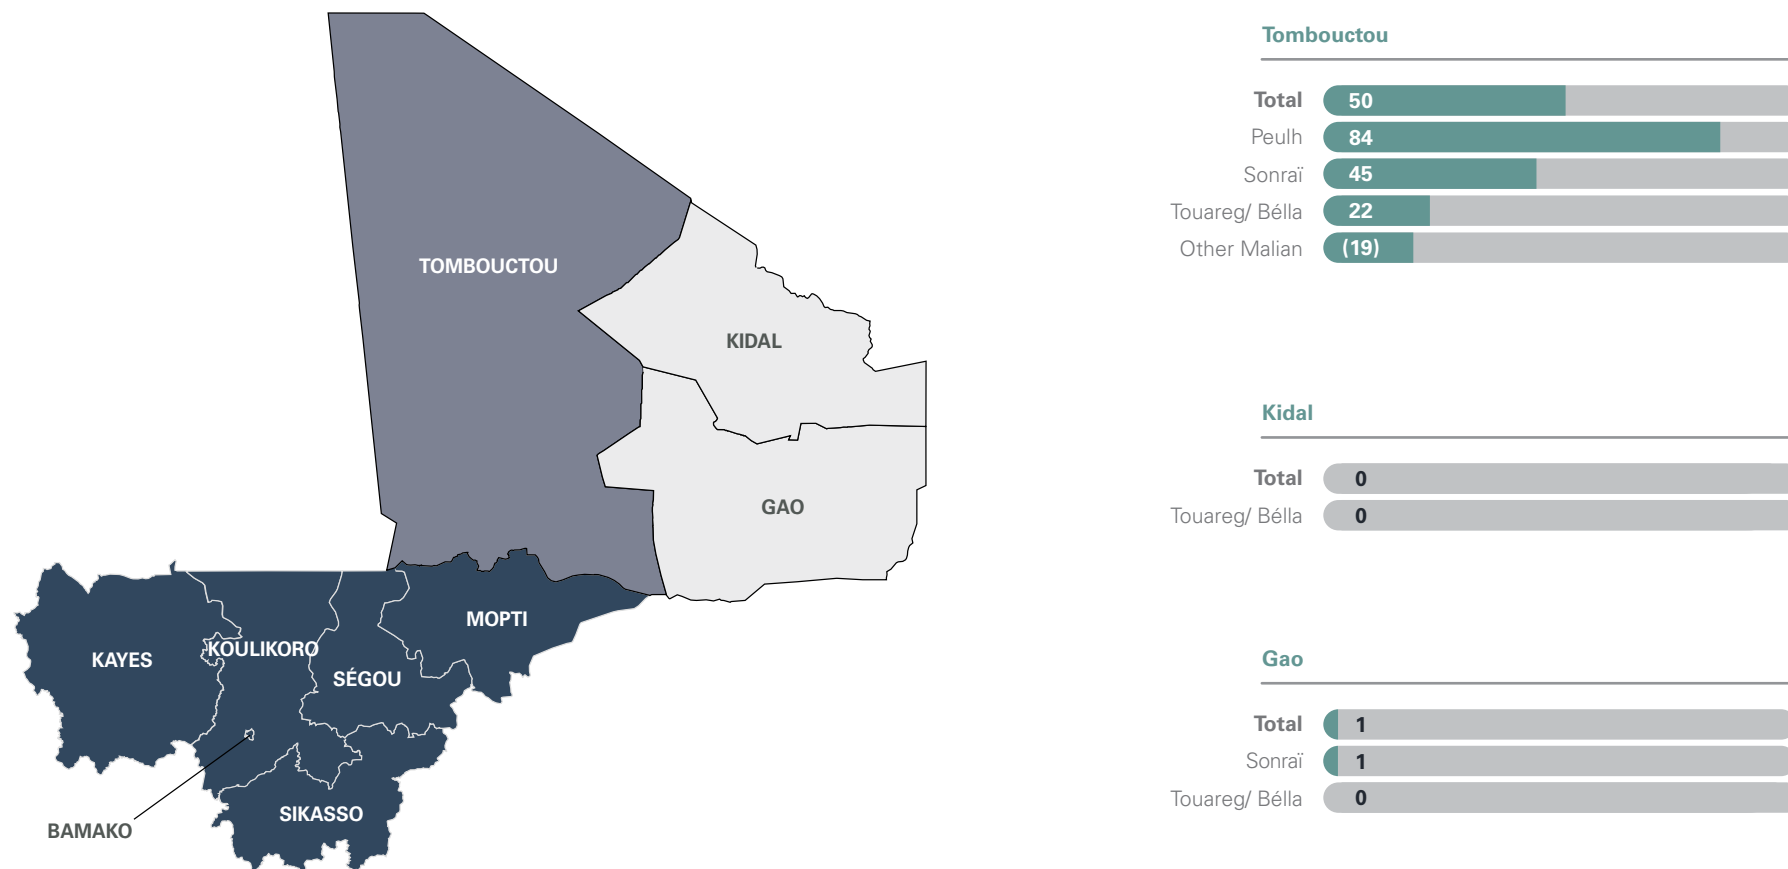 TOMBOUCTOU
KIDAL
GAO
MOPTI
KAYES
KOULIKORO
SÉGOU
SIKASSO
BAMAKO
Tombouctou
Total 50
Peulh 84
Sonraï 45
Touareg/ Bélla 22
Other Malian (19)
Kidal
Total 0
Touareg/ Bélla 0
Gao
Total 1
Sonraï 1
Touareg/ Bélla 0